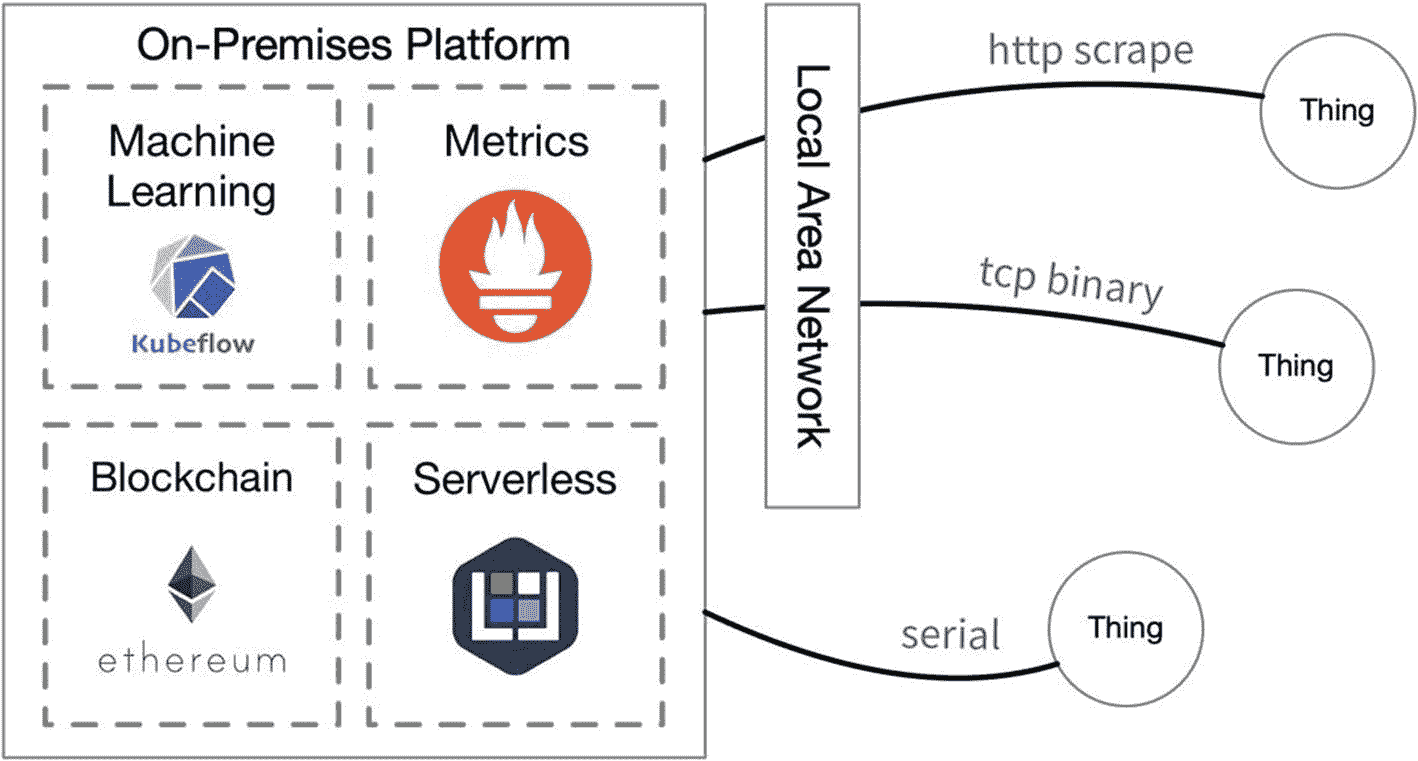 On-Premises Platform
Machine
Learning
Kubeflow
Metrics
Blockchain
ethereum
Serverless
Local Area Network
http scrape
Thing
tcp binary
Thing
serial
Thing